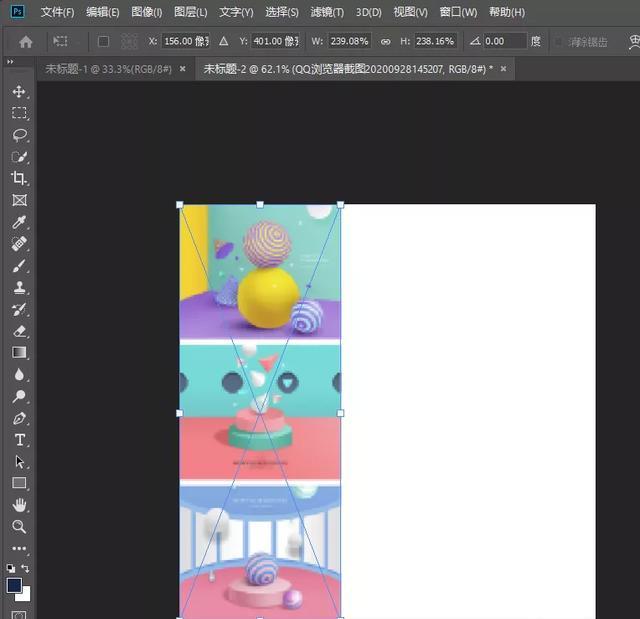 Ps 文件(F) 编辑(E) 图像(I) 图层(L) 文字(Y) 选择(S) 滤镜(T) 3D(D) 视图(V) 窗口(W) 帮助(H)
X: 156.00 像 Y: 401.00 像 W: 239.08% H: 238.16% 0.00 度 消除锯齿
未标题-1 @ 33.3%(RGB/8#) × 未标题-2 @ 62.1% (QQ浏览器截图20200928145207, RGB/8#) * ×
T